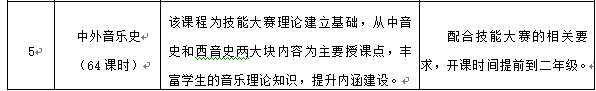 该课程为技能大赛理论建立基础，从中音
中外音乐史
配合技能大赛的相关要
5
史和西音史两大块内容为主要授课点，丰
（64 课时）
求，开课时间提前到二年级。
富学生的音乐理论知识，提升内涵建设。